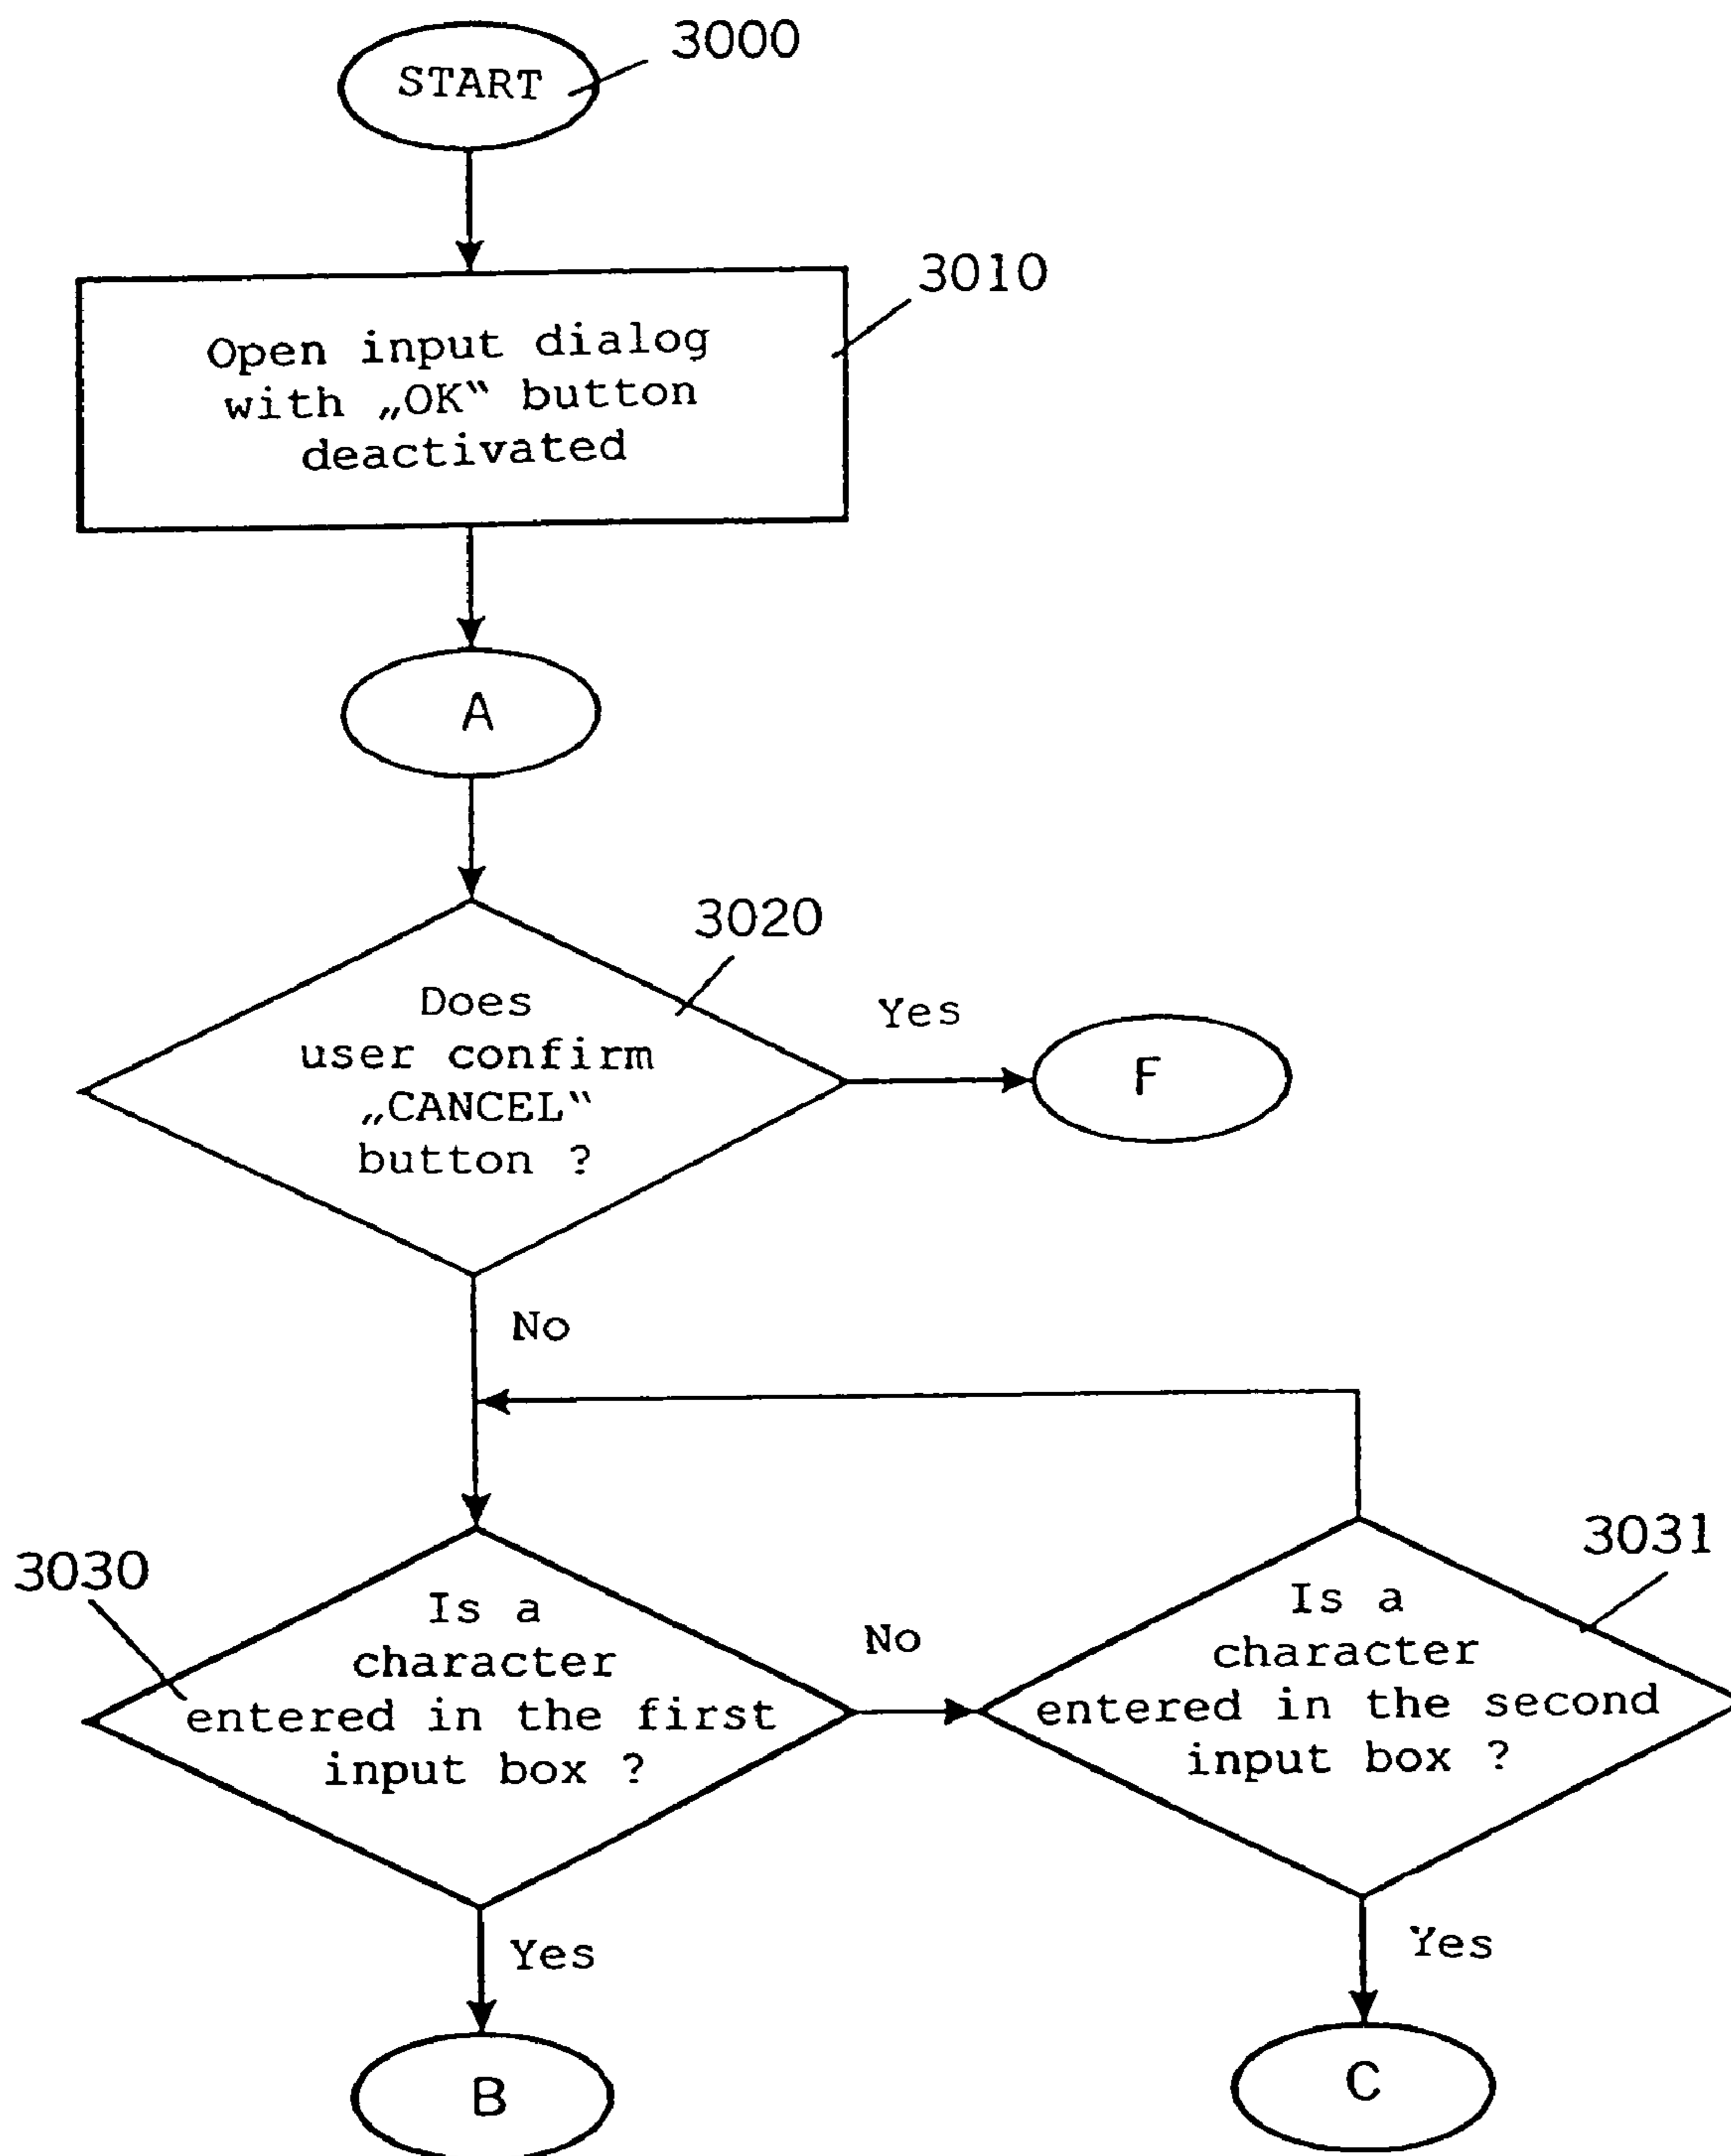 START
3000
3010
Open input dialog
with „OK‟ button
deactivated
A
3020
Does
user confirm
„CANCEL‟
button ?
Yes
F
No
3030
Is a
character
entered in the first
input box ?
No
3031
Is a
character
entered in the second
input box ?
Yes
B
Yes
C